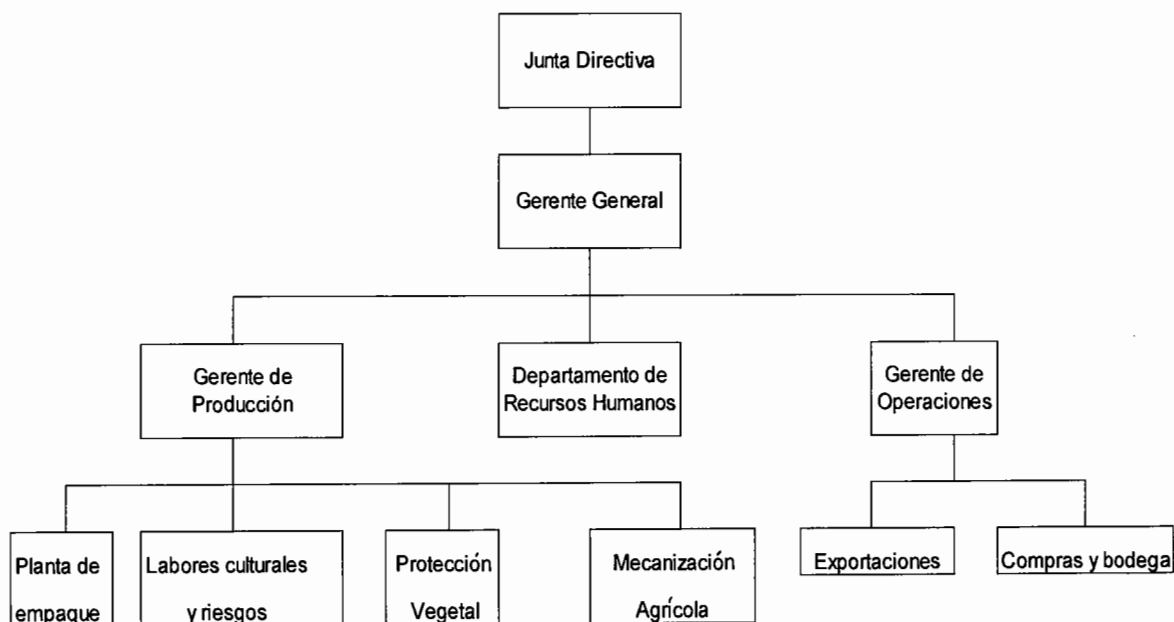 Junta Directiva
Gerente General
Gerente de
Producción
Departamento de
Recursos Humanos
Gerente de
Operaciones
Planta de
empaque
Labores culturales
y riesgos
Protección
Vegetal
Mecanización
Agrícola
Exportaciones
Compras y bodega